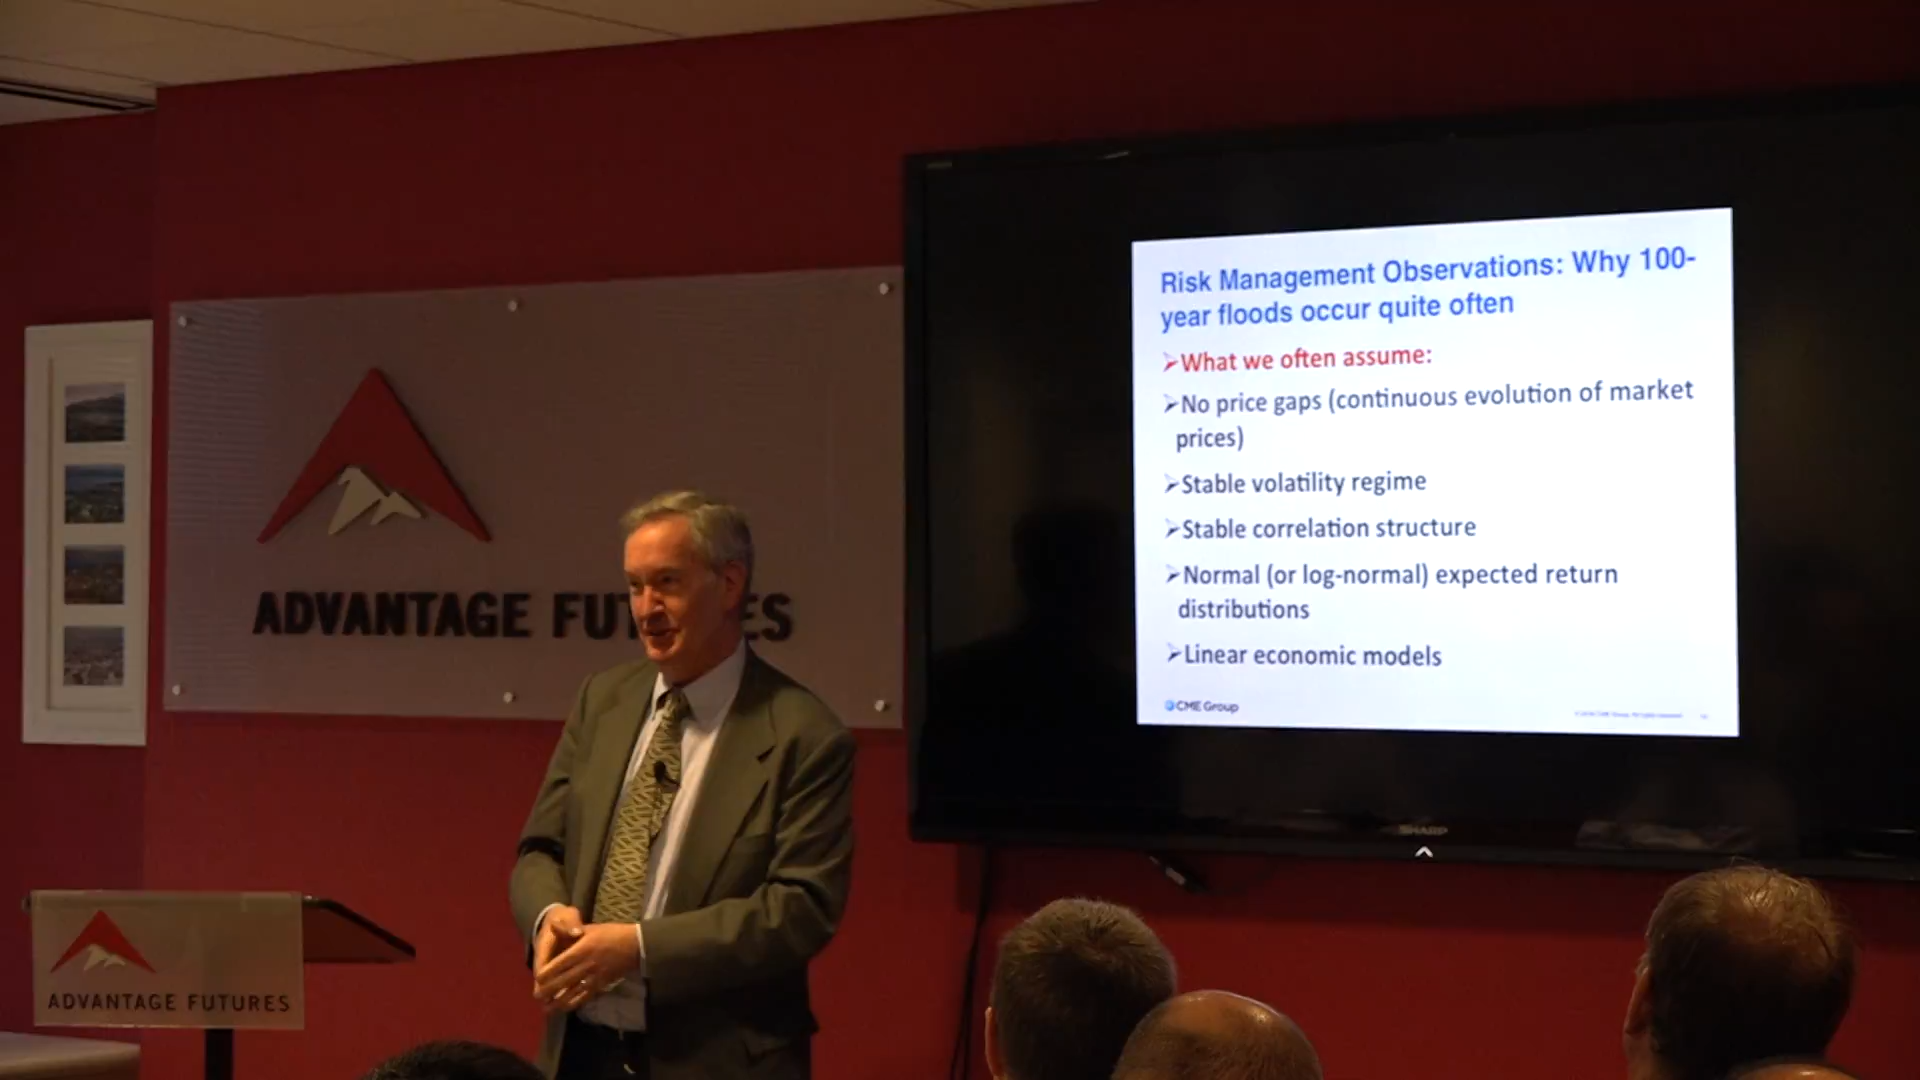 Risk Management Observations: Why 100-
year floods occur quite often
➢What we often assume:
➢No price gaps (continuous evolution of market
prices)
➢Stable volatility regime
➢Stable correlation structure
➢Normal (or log-normal) expected return
distributions
➢Linear economic models
CME Group
ADVANTAGE
SHARP
ADVANTAGE FUTURES